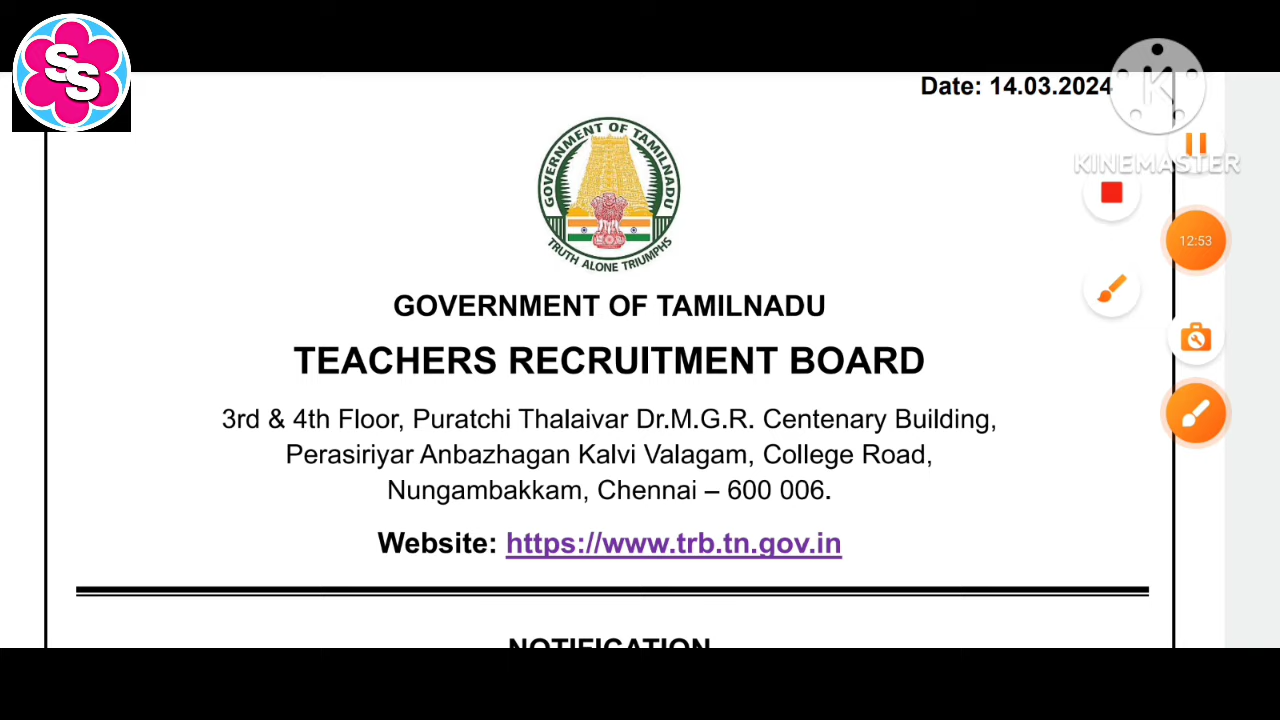 SS
Date: 14.03.2024
K
KINEMASTER
GOVERNMENT OF TAMILNADU
TRUTH ALONE TRIUMPHS
12:53
GOVERNMENT OF TAMILNADU
TEACHERS RECRUITMENT BOARD
3rd & 4th Floor, Puratchi Thalaivar Dr.M.G.R. Centenary Building,
Perasiriyar Anbazhagan Kalvi Valagam, College Road,
Nungambakkam, Chennai – 600 006.
Website: https://www.trb.tn.gov.in
NOTIFICATION